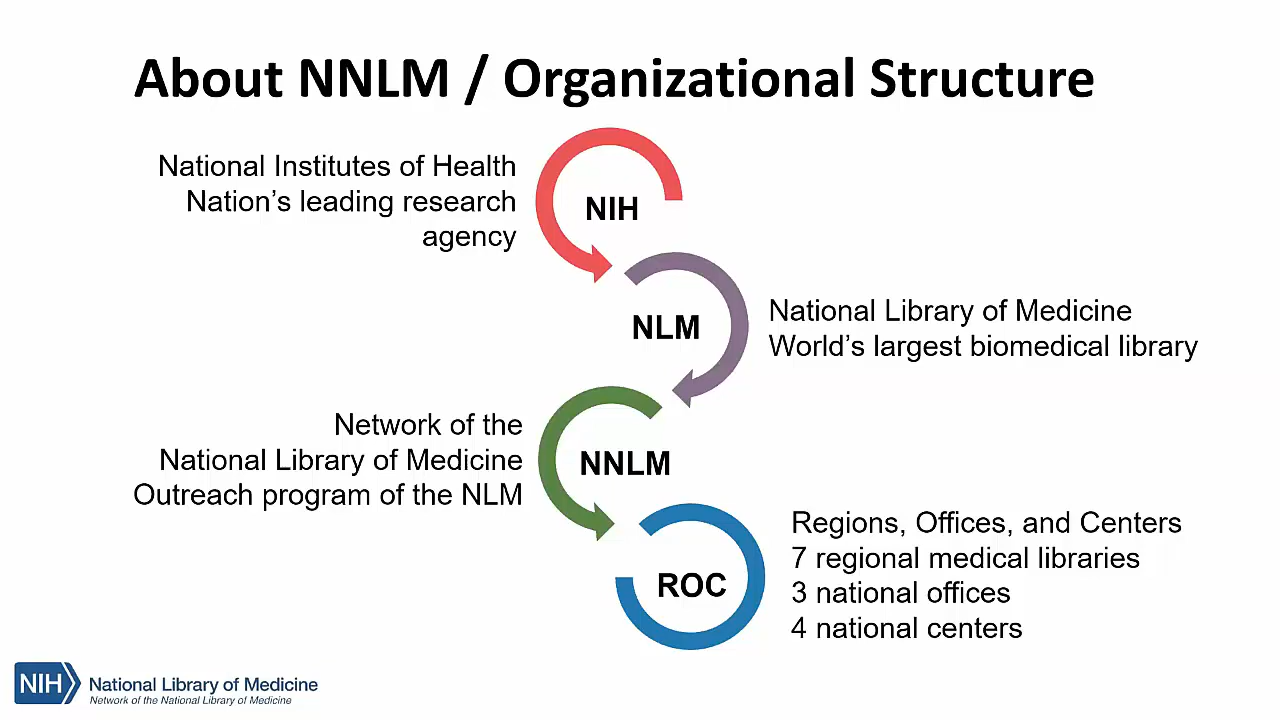 About NNLM / Organizational Structure
National Institutes of Health
Nation’s leading research
agency
NIH
NLM
National Library of Medicine
World’s largest biomedical library
Network of the
National Library of Medicine
Outreach program of the NLM
NNLM
ROC
Regions, Offices, and Centers
7 regional medical libraries
3 national offices
4 national centers
NIH
National Library of Medicine
Network of the National Library of Medicine